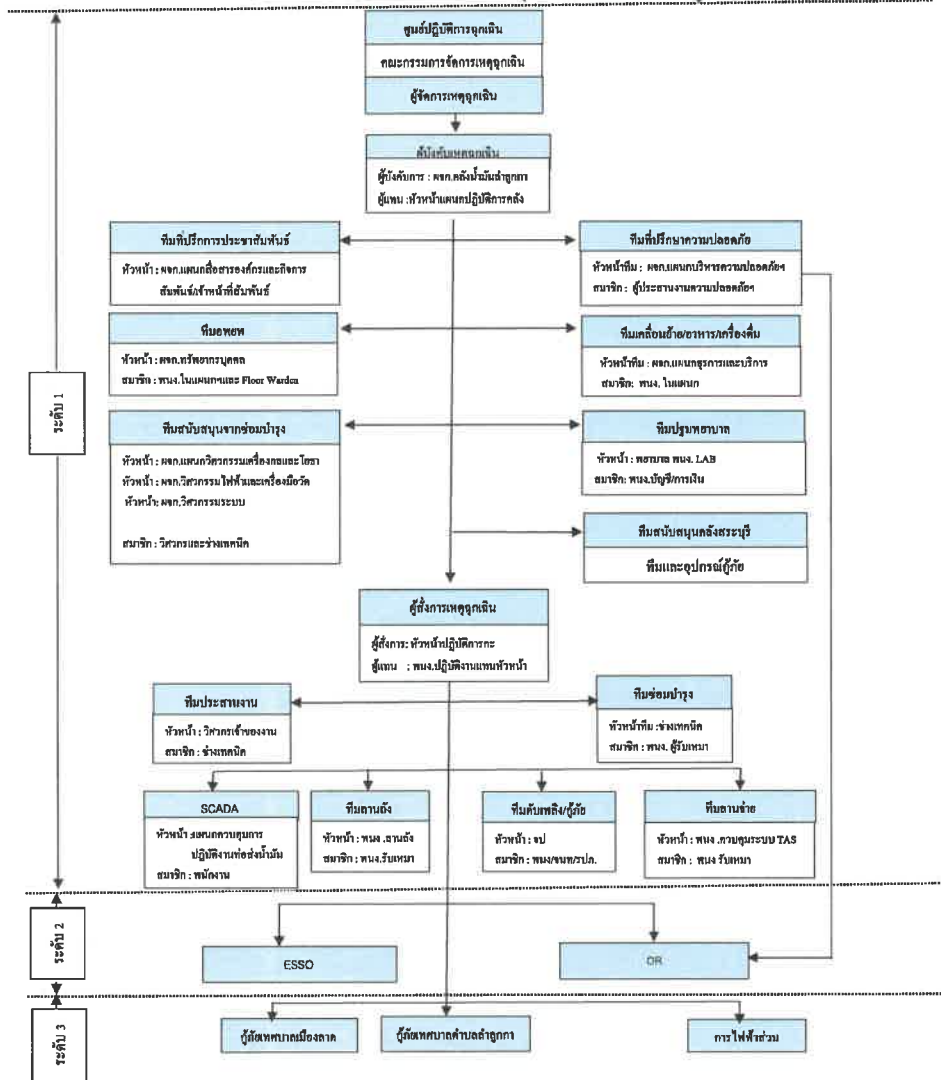 ศูนย์ปฏิบัติการฉุกเฉิน
คณะกรรมการจัดการเหตุฉุกเฉิน
ผู้จัดการเหตุฉุกเฉิน
ผู้บังคับเหตุฉุกเฉิน
ผู้บังคับการ : ผจก.คลังน้ำมันลำลูกกา
ผู้แทน :หัวหน้าแผนกปฏิบัติการคลัง
ทีมที่ปรึกการประชาสัมพันธ์
หัวหน้า : ผจก.แผนกสื่อสารองค์กรและกิจการ
สัมพันธ์/เจ้าหน้าที่สัมพันธ์
ทีมที่ปรึกษาความปลอดภัย
หัวหน้าทีม : ผจก.แผนกบริหารความปลอดภัยฯ
สมาชิก : ผู้ประสานงานความปลอดภัยฯ
ทีมอพยพ
หัวหน้า : ผจก.ทรัพยากรบุคคล
สมาชิก : พนง.ในแผนกฯและ Floor Warden
ทีมเคลื่อนย้าย/อาหาร/เครื่องดื่ม
หัวหน้าทีม : ผจก.แผนกธุรการและบริการ
สมาชิก: พนง. ในแผนก
ระดับ 1
ทีมสนับสนุนจากซ่อมบำรุง
หัวหน้า : ผจก.แผนกวิศวกรรมเครื่องกลและโยธา
หัวหน้า : ผจก.วิศวกรรมไฟฟ้าและเครื่องมือวัด
หัวหน้า: ผจก.วิศวกรรมระบบ
สมาชิก : วิศวกรและช่างเทคนิค
ทีมปฐมพยาบาล
หัวหน้า : พยาบาล พนง. LAB
สมาชิก: พนง.บัญชี/การเงิน
ทีมสนับสนุนคลังสระบุรี
ทีมและอุปกรณ์กู้ภัย
ผู้สั่งการเหตุฉุกเฉิน
ผู้สั่งการ: หัวหน้าปฏิบัติการกะ
ผู้แทน : พนง.ปฏิบัติงานแทนหัวหน้า
ทีมประสานงาน
หัวหน้า : วิศวกรเจ้าของงาน
สมาชิก : ช่างเทคนิค
ทีมซ่อมบำรุง
หัวหน้าทีม :ช่างเทคนิค
สมาชิก : พนง. ผู้รับเหมา
SCADA
หัวหน้า :แผนกควบคุมการ
ปฏิบัติงานท่อส่งน้ำมัน
สมาชิก : พนักงาน
ทีมลานถัง
หัวหน้า : พนง .ลานถัง
สมาชิก : พนง.รับเหมา
ทีมดับเพลิง/กู้ภัย
หัวหน้า : จป
สมาชิก : พนง/จนท/รปภ.
ทีมลานจ่าย
หัวหน้า : พนง .ควบคุมระบบ TAS
สมาชิก : พนง รับเหมา
ระดับ 2
ESSO
OR
ระดับ 3
กู้ภัยเทศบาลเมืองลาด
กู้ภัยเทศบาลตำบลลำลูกกา
การไฟฟ้าส่วน